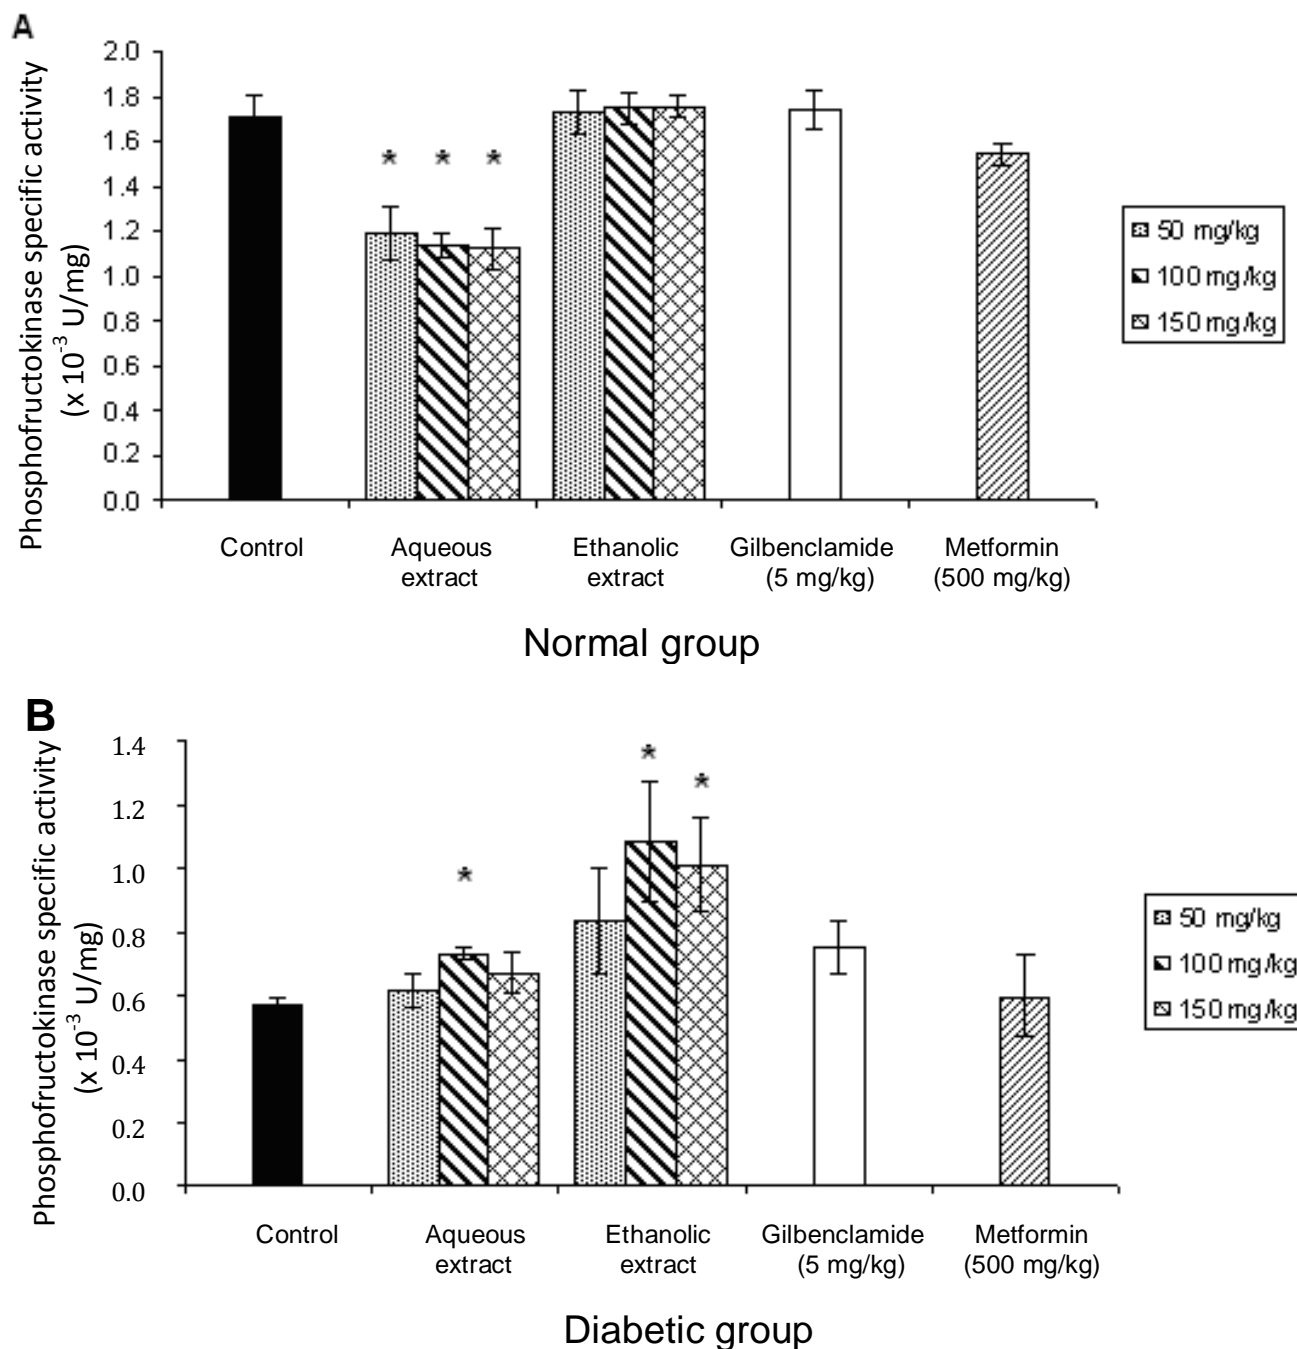 A
Phosphofructokinase specific activity
(x 10⁻³ U/mg)
2.0
1.8
1.6
1.4
1.2
1.0
0.8
0.6
0.4
0.2
0.0
* * *
Control
Aqueous
extract
Ethanolic
extract
Gilbenclamide
(5 mg/kg)
Metformin
(500 mg/kg)
50 mg/kg
100 mg/kg
150 mg/kg
Normal group
B
Phosphofructokinase specific activity
(x 10⁻³ U/mg)
1.4
1.2
1.0
0.8
0.6
0.4
0.2
0.0
*
*
*
Control
Aqueous
extract
Ethanolic
extract
Gilbenclamide
(5 mg/kg)
Metformin
(500 mg/kg)
50 mg/kg
100 mg/kg
150 mg/kg
Diabetic group